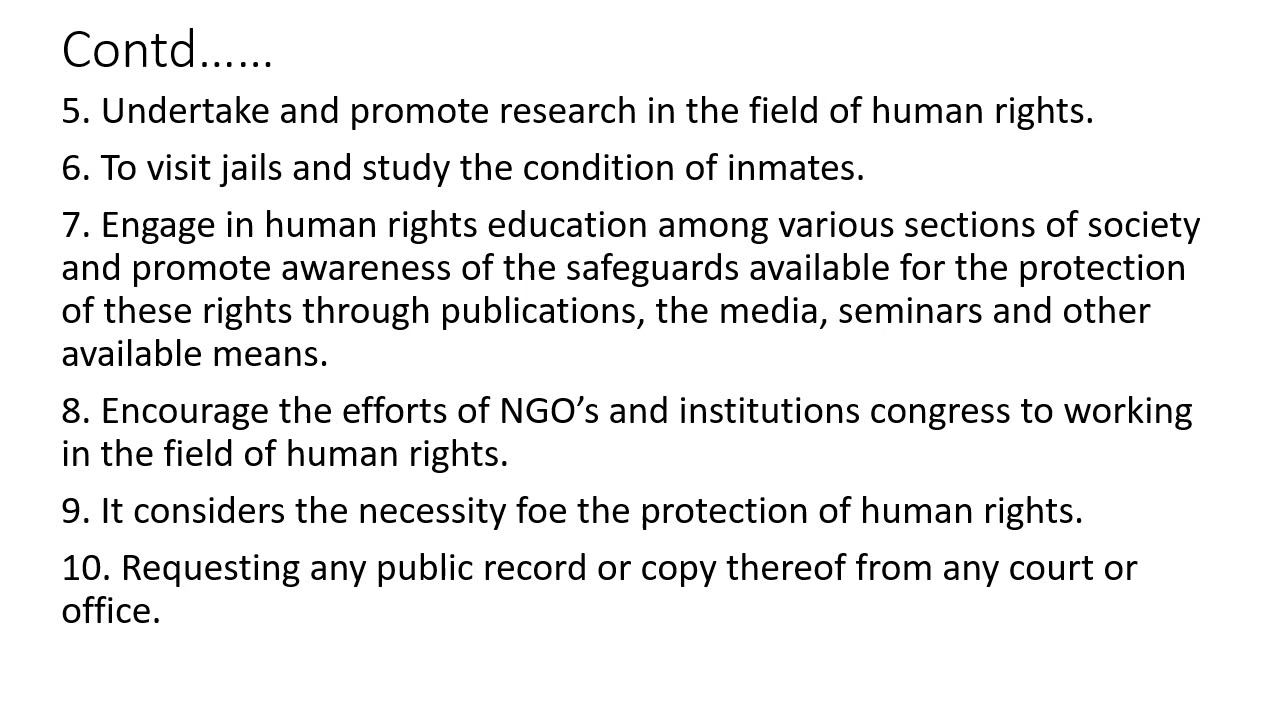 Contd……
5. Undertake and promote research in the field of human rights.
6. To visit jails and study the condition of inmates.
7. Engage in human rights education among various sections of society
and promote awareness of the safeguards available for the protection
of these rights through publications, the media, seminars and other
available means.
8. Encourage the efforts of NGO’s and institutions congress to working
in the field of human rights.
9. It considers the necessity foe the protection of human rights.
10. Requesting any public record or copy thereof from any court or
office.